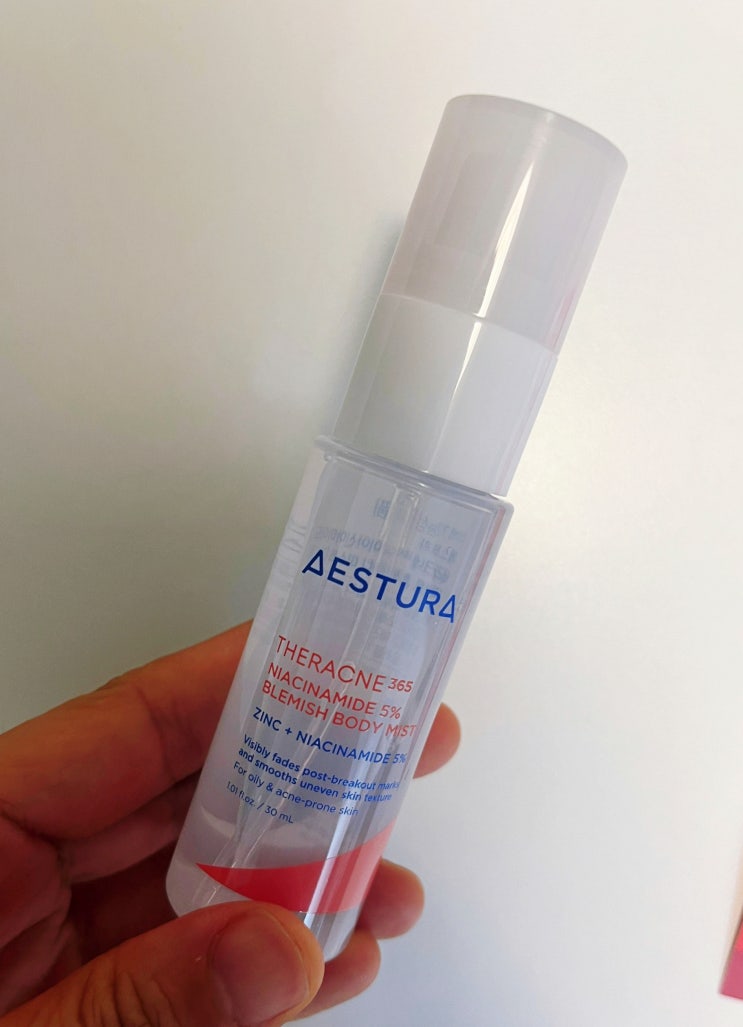 AESTURA
THERACNE 365
NIACINAMIDE 5%
BLEMISH BODY MIST
ZINC + NIACINAMIDE 5%
Visibly fades post-breakout marks
and smooths uneven skin texture
For oily & acne-prone skin
1.01 fl.oz. / 30 mL